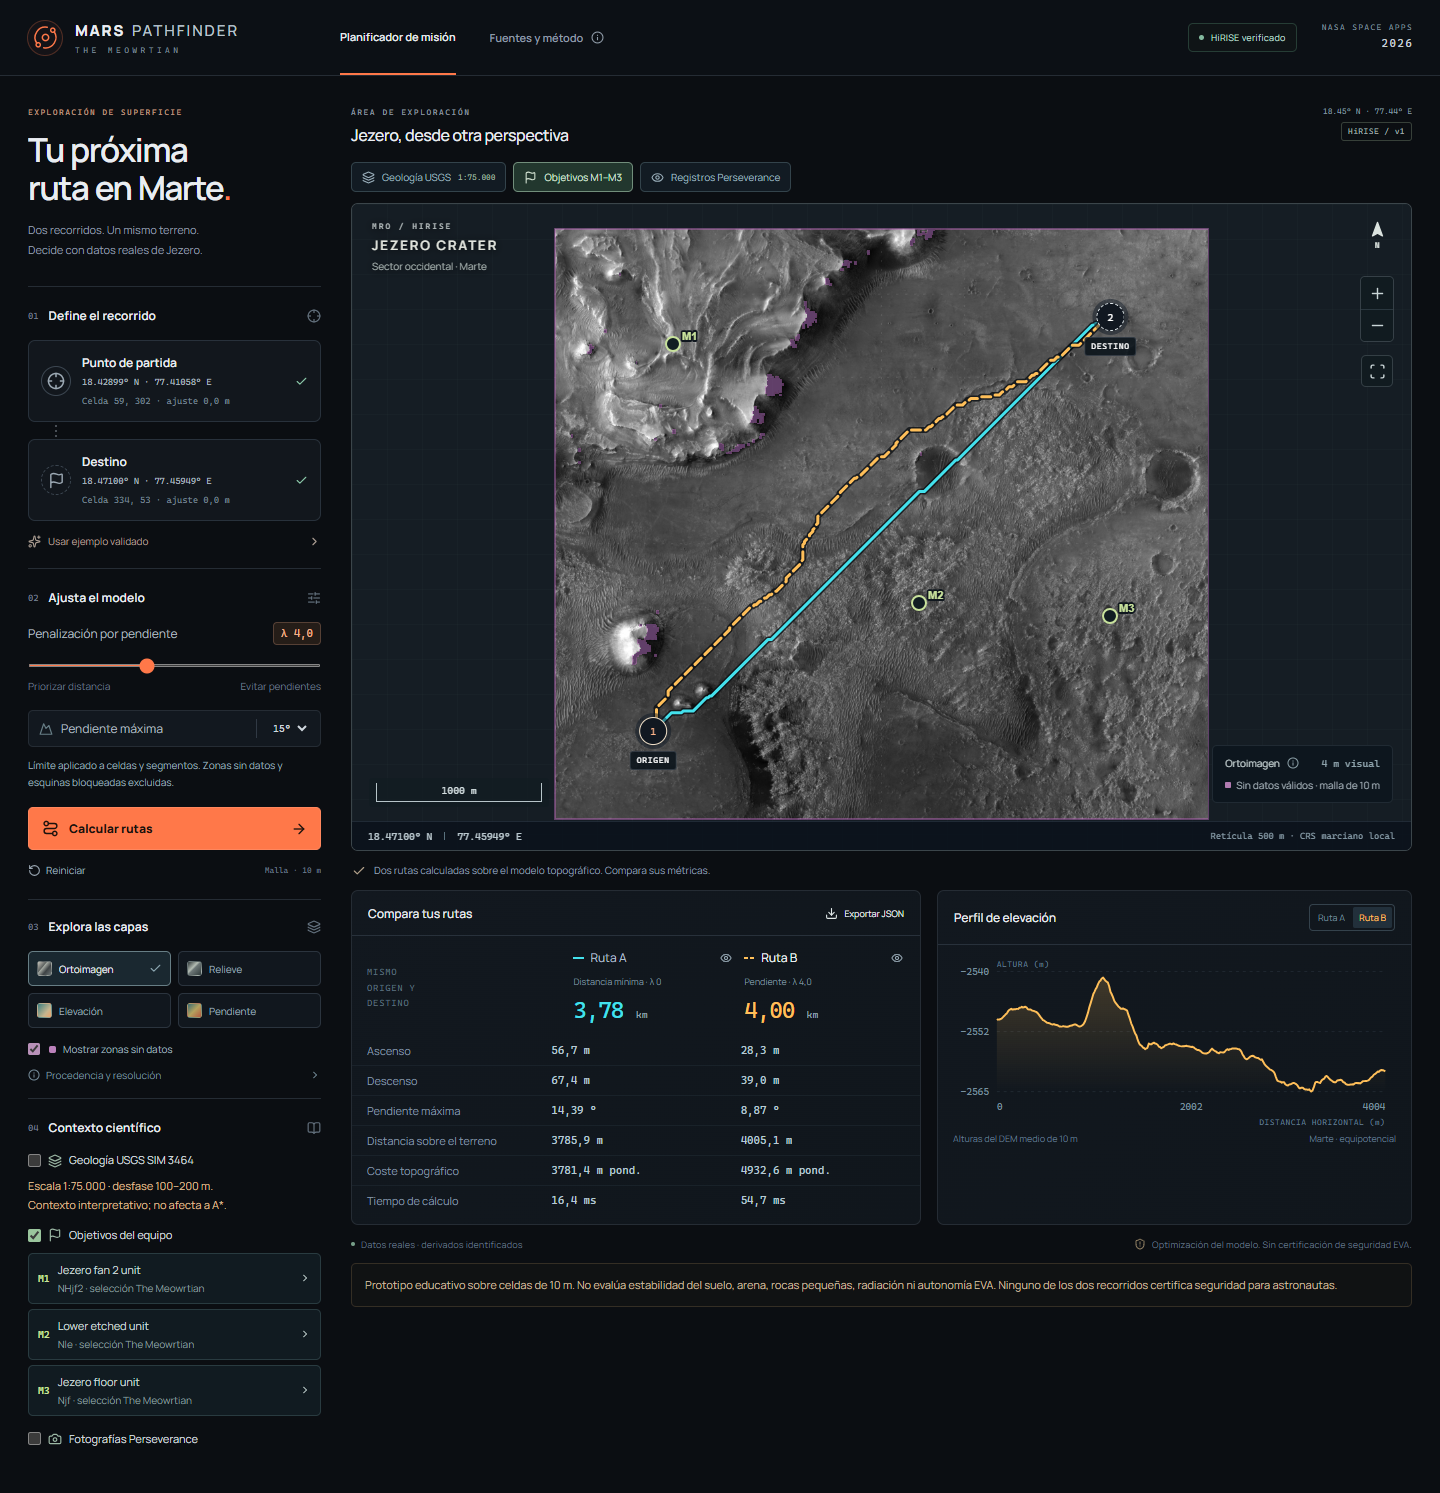 MARS PATHFINDER
THE MEOWRTIAN
Planificador de misión
Fuentes y método
HiRISE verificado
NASA SPACE APPS
2026
EXPLORACIÓN DE SUPERFICIE
Tu próxima
ruta en Marte.
Dos recorridos. Un mismo terreno.
Decide con datos reales de Jezero.
01 Define el recorrido
Punto de partida
18.42899° N · 77.41058° E
Celda 59, 302 · ajuste 0,0 m
Destino
18.47100° N · 77.45949° E
Celda 334, 53 · ajuste 0,0 m
Usar ejemplo validado
02 Ajusta el modelo
Penalización por pendiente
λ 4,0
Priorizar distancia
Evitar pendientes
Pendiente máxima
15°
Límite aplicado a celdas y segmentos. Zonas sin datos y
esquinas bloqueadas excluidas.
Calcular rutas
Reiniciar
Malla · 10 m
03 Explora las capas
Ortoimagen
Relieve
Elevación
Pendiente
Mostrar zonas sin datos
Procedencia y resolución
04 Contexto científico
Geología USGS SIM 3464
Escala 1:75.000 · desfase 100–200 m.
Contexto interpretativo; no afecta a A*.
Objetivos del equipo
M1 Jezero fan 2 unit
NHjf2 · selección The Meowrtian
M2 Lower etched unit
Nle · selección The Meowrtian
M3 Jezero floor unit
Njf · selección The Meowrtian
Fotografías Perseverance
ÁREA DE EXPLORACIÓN
Jezero, desde otra perspectiva
18.45° N · 77.44° E
HiRISE / v1
Geología USGS 1:75.000
Objetivos M1–M3
Registros Perseverance
MRO / HIRISE
JEZERO CRATER
Sector occidental · Marte
N
M1
2
DESTINO
M2
M3
1
ORIGEN
1000 m
Ortoimagen
4 m visual
Sin datos válidos · malla de 10 m
18.47100° N | 77.45949° E
Retícula 500 m · CRS marciano local
Dos rutas calculadas sobre el modelo topográfico. Compara sus métricas.
Compara tus rutas
Exportar JSON
MISMO
ORIGEN Y
DESTINO
Ruta A
Distancia mínima · λ 0
3,78 km
Ruta B
Pendiente · λ 4,0
4,00 km
Ascenso 56,7 m 28,3 m
Descenso 67,4 m 39,0 m
Pendiente máxima 14,39 ° 8,87 °
Distancia sobre el terreno 3785,9 m 4005,1 m
Coste topográfico 3781,4 m pond. 4932,6 m pond.
Tiempo de cálculo 16,4 ms 54,7 ms
Perfil de elevación
Ruta A
Ruta B
ALTURA (m)
−2540
−2552
−2565
0 2002 4004
DISTANCIA HORIZONTAL (m)
Alturas del DEM medio de 10 m
Marte · equipotencial
Datos reales · derivados identificados
Optimización del modelo. Sin certificación de seguridad EVA.
Prototipo educativo sobre celdas de 10 m. No evalúa estabilidad del suelo, arena, rocas pequeñas, radiación ni autonomía EVA. Ninguno de los dos recorridos certifica seguridad para astronautas.